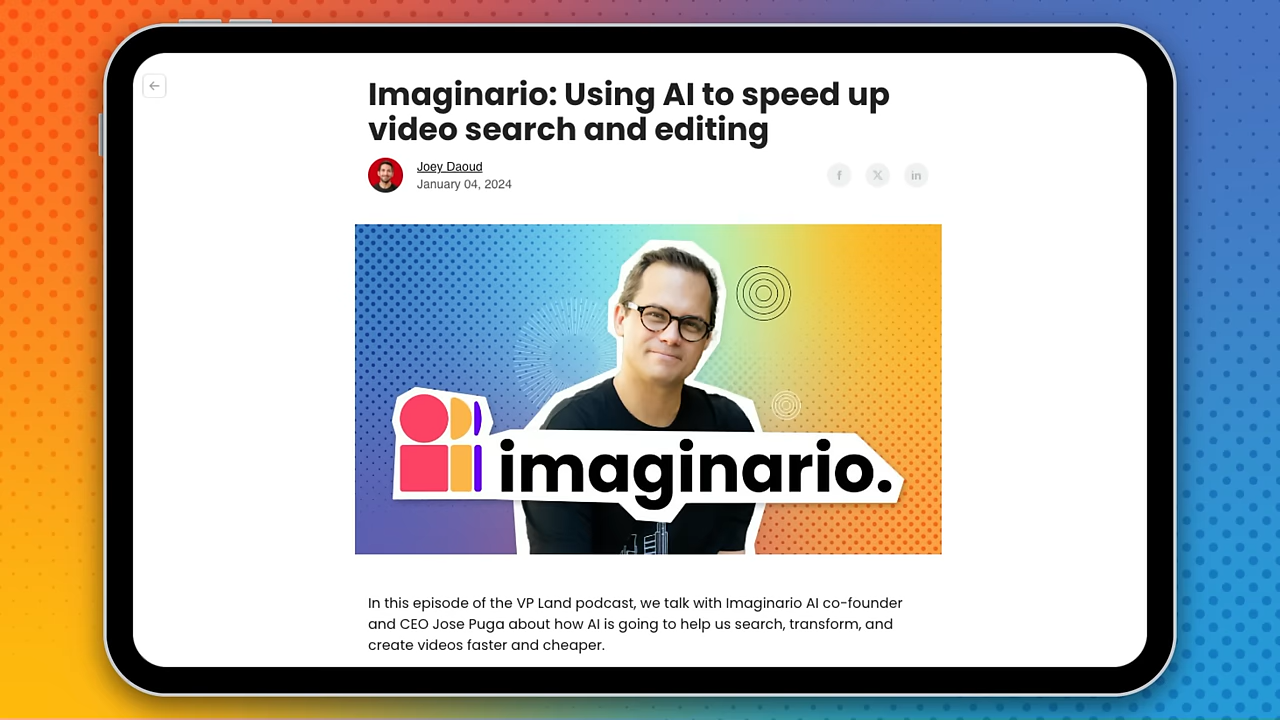 Imaginario: Using AI to speed up
video search and editing
Joey Daoud
January 04, 2024
f
X
in
imaginario.
In this episode of the VP Land podcast, we talk with Imaginario AI co-founder
and CEO Jose Puga about how AI is going to help us search, transform, and
create videos faster and cheaper.